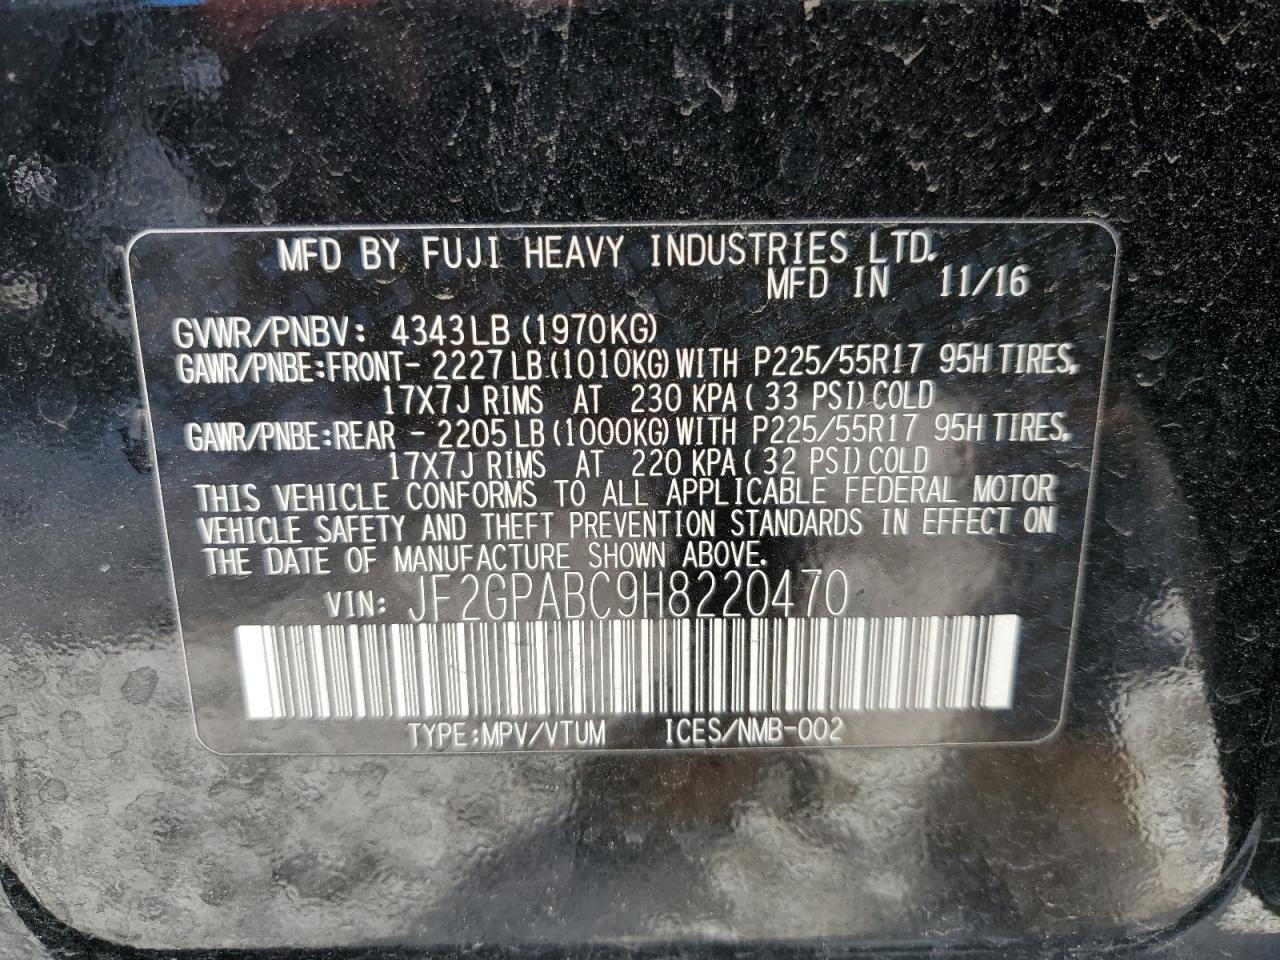 MFD BY FUJI HEAVY INDUSTRIES LTD.
MFD IN 11/16
GVWR/PNBV: 4343LB (1970KG)
GAWR/PNBE:FRONT- 2227 LB (1010KG) WITH P225/55R17 95H TIRES,
17X7J RIMS AT 230 KPA ( 33 PSI) COLD
GAWR/PNBE:REAR - 2205 LB (1000KG) WITH P225/55R17 95H TIRES,
17X7J RIMS AT 220 KPA ( 32 PSI) COLD
THIS VEHICLE CONFORMS TO ALL APPLICABLE FEDERAL MOTOR
VEHICLE SAFETY AND THEFT PREVENTION STANDARDS IN EFFECT ON
THE DATE OF MANUFACTURE SHOWN ABOVE.
VIN: JF2GPABC9H8220470
TYPE:MPV/VTUM ICES/NMB-002